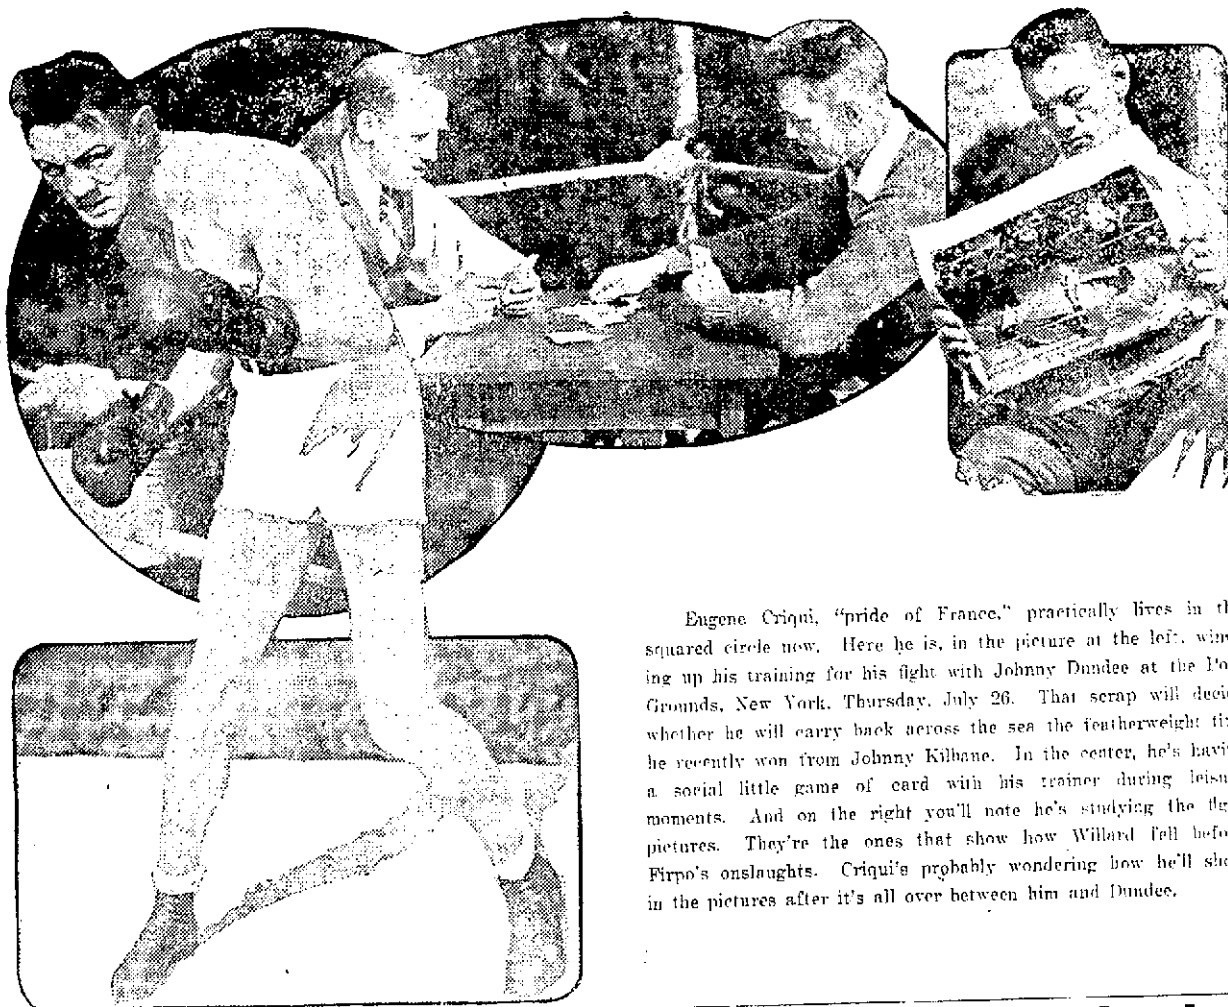 Eugene Criqui, "pride of France," practically lives in th
squared circle now. Here he is, in the picture at the left, win
ing up his training for his fight with Johnny Dundee at the Po
Grounds, New York, Thursday, July 26. That scrap will deci
whether he will carry back across the sea the featherweight tit
he recently won from Johnny Kilbane. In the center, he's havi
a social little game of card with his trainer during leisu
moments. And on the right you'll note he's studying the fig
pictures. They're the ones that show how Willard fell befo
Firpo's onslaughts. Criqui's probably wondering how he'll sho
in the pictures after it's all over between him and Dundee.